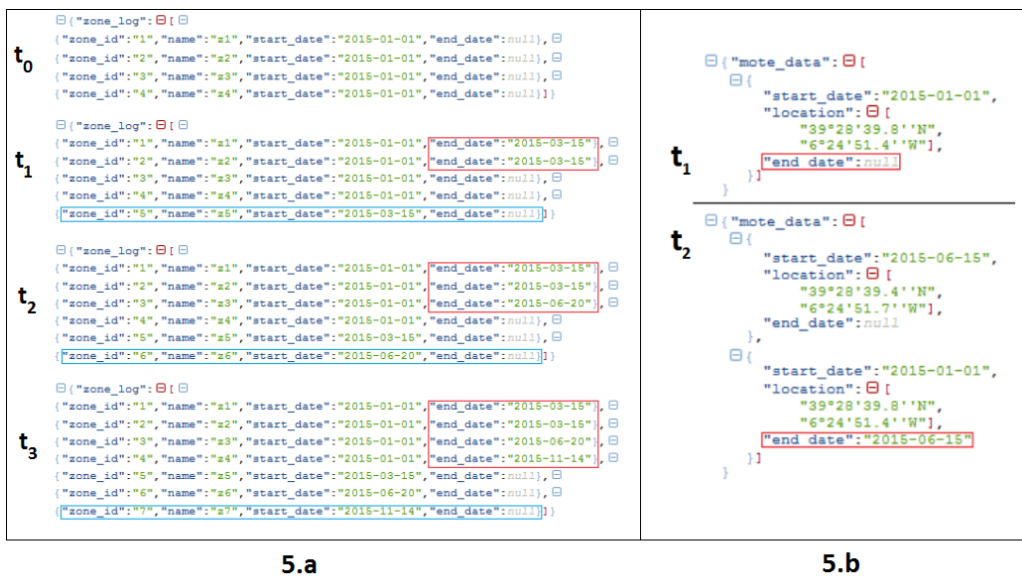 {"zone_log": [
t0
{"zone_id":"1","name":"z1","start_date":"2015-01-01","end_date":null},
{"zone_id":"2","name":"z2","start_date":"2015-01-01","end_date":null},
{"zone_id":"3","name":"z3","start_date":"2015-01-01","end_date":null},
{"zone_id":"4","name":"z4","start_date":"2015-01-01","end_date":null}]}
{"zone_log": [
t1
{"zone_id":"1","name":"z1","start_date":"2015-01-01","end_date":"2015-03-15"},
{"zone_id":"2","name":"z2","start_date":"2015-01-01","end_date":"2015-03-15"},
{"zone_id":"3","name":"z3","start_date":"2015-01-01","end_date":null},
{"zone_id":"4","name":"z4","start_date":"2015-01-01","end_date":null},
{"zone_id":"5","name":"z5","start_date":"2015-03-15","end_date":null}]}
{"zone_log": [
t2
{"zone_id":"1","name":"z1","start_date":"2015-01-01","end_date":"2015-03-15"},
{"zone_id":"2","name":"z2","start_date":"2015-01-01","end_date":"2015-03-15"},
{"zone_id":"3","name":"z3","start_date":"2015-01-01","end_date":"2015-06-20"},
{"zone_id":"4","name":"z4","start_date":"2015-01-01","end_date":null},
{"zone_id":"5","name":"z5","start_date":"2015-03-15","end_date":null},
{"zone_id":"6","name":"z6","start_date":"2015-06-20","end_date":null}]}
{"zone_log": [
t3
{"zone_id":"1","name":"z1","start_date":"2015-01-01","end_date":"2015-03-15"},
{"zone_id":"2","name":"z2","start_date":"2015-01-01","end_date":"2015-03-15"},
{"zone_id":"3","name":"z3","start_date":"2015-01-01","end_date":"2015-06-20"},
{"zone_id":"4","name":"z4","start_date":"2015-01-01","end_date":"2015-11-14"},
{"zone_id":"5","name":"z5","start_date":"2015-03-15","end_date":null},
{"zone_id":"6","name":"z6","start_date":"2015-06-20","end_date":null},
{"zone_id":"7","name":"z7","start_date":"2015-11-14","end_date":null}]}
5.a
{"mote_data": [
{
"start_date":"2015-01-01",
"location": [
"39°28'39.8''N",
"6°24'51.4''W"],
t1
"end_date":null
}]
}
{"mote_data": [
t2
{
"start_date":"2015-06-15",
"location": [
"39°28'39.4''N",
"6°24'51.7''W"],
"end_date":null
},
{
"start_date":"2015-01-01",
"location": [
"39°28'39.8''N",
"6°24'51.4''W"],
"end_date":"2015-06-15"
}]
}
5.b